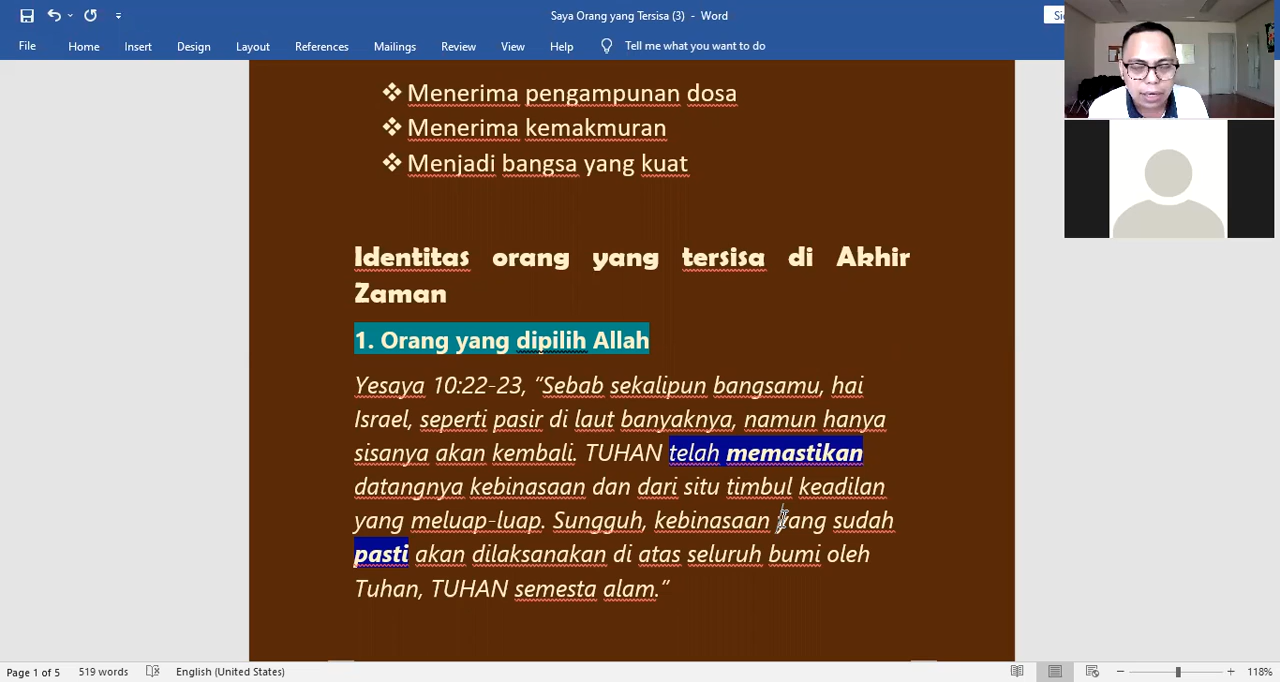 Saya Orang yang Tersisa (3) - Word
File Home Insert Design Layout References Mailings Review View Help Tell me what you want to do
❖ Menerima pengampunan dosa
❖ Menerima kemakmuran
❖ Menjadi bangsa yang kuat
Identitas orang yang tersisa di Akhir
Zaman
1. Orang yang dipilih Allah
Yesaya 10:22-23, “Sebab sekalipun bangsamu, hai
Israel, seperti pasir di laut banyaknya, namun hanya
sisanya akan kembali. TUHAN telah memastikan
datangnya kebinasaan dan dari situ timbul keadilan
yang meluap-luap. Sungguh, kebinasaan yang sudah
pasti akan dilaksanakan di atas seluruh bumi oleh
Tuhan, TUHAN semesta alam.”
Page 1 of 5 519 words English (United States) 118%